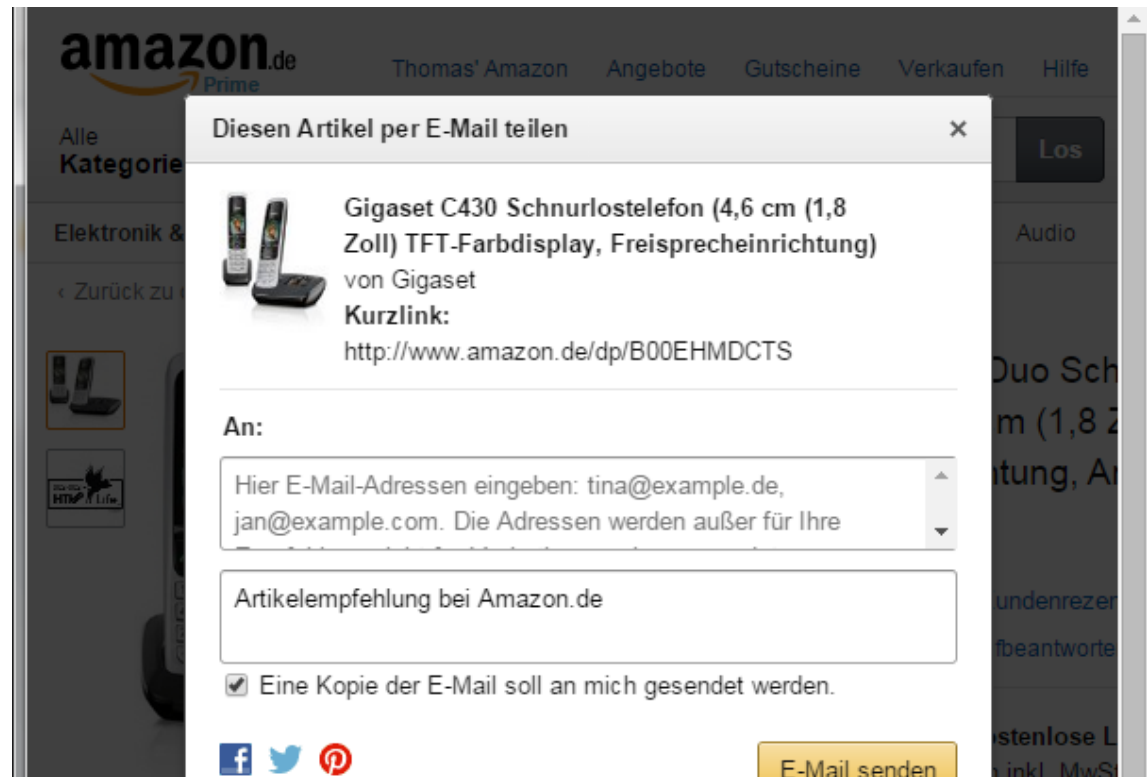 amazon.de
Prime
Thomas' Amazon Angebote Gutscheine Verkaufen Hilfe
Alle
Kategorie
Los
Elektronik &
Audio
‹ Zurück zu
Diesen Artikel per E-Mail teilen ×
Gigaset C430 Schnurlostelefon (4,6 cm (1,8
Zoll) TFT-Farbdisplay, Freisprecheinrichtung)
von Gigaset
Kurzlink:
http://www.amazon.de/dp/B00EHMDCTS
An:
Hier E-Mail-Adressen eingeben: tina@example.de,
jan@example.com. Die Adressen werden außer für Ihre
Artikelempfehlung bei Amazon.de
Eine Kopie der E-Mail soll an mich gesendet werden.
E-Mail senden
Duo Sch
m (1,8 Z
htung, An
undenrezer
fbeantworte
ostenlose L
inkl. MwSt